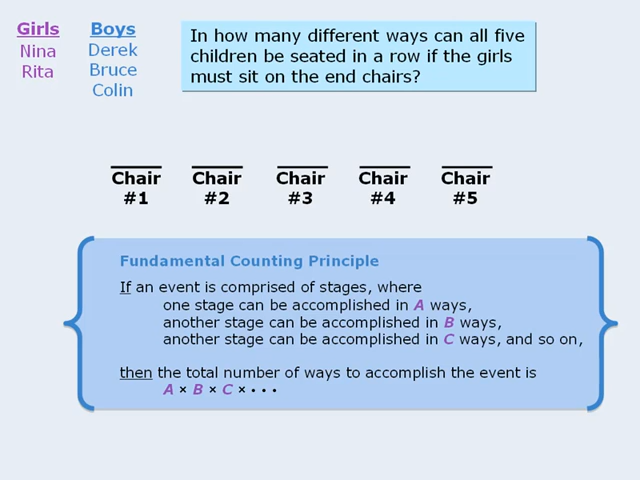 Girls
Nina
Rita
Boys
Derek
Bruce
Colin
In how many different ways can all five
children be seated in a row if the girls
must sit on the end chairs?
Chair #1
Chair #2
Chair #3
Chair #4
Chair #5
Fundamental Counting Principle
If an event is comprised of stages, where
one stage can be accomplished in A ways,
another stage can be accomplished in B ways,
another stage can be accomplished in C ways, and so on,
then the total number of ways to accomplish the event is
A × B × C × • • •